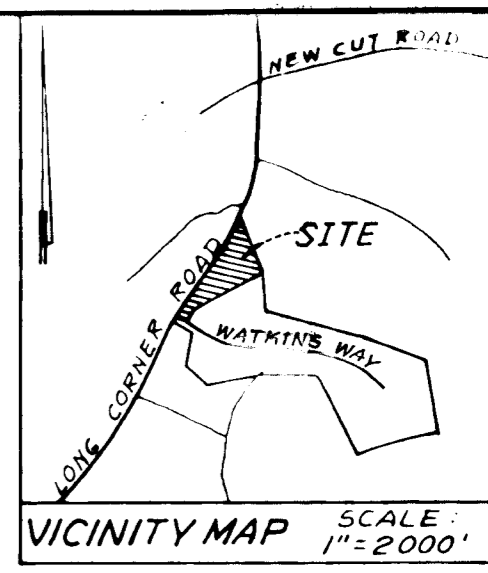 NEW CUT ROAD
SITE
LONG CORNER ROAD
WATKINS WAY
VICINITY MAP
SCALE:
1"=2000'